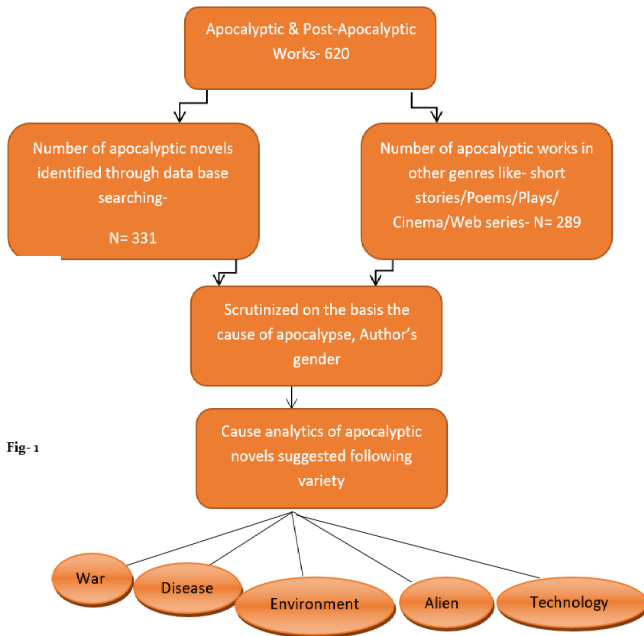 Apocalyptic & Post-Apocalyptic
Works- 620
Number of apocalyptic novels
identified through data base
searching-
N= 331
Number of apocalyptic works in
other genres like- short
stories/Poems/Plays/
Cinema/Web series- N= 289
Scrutinized on the basis the
cause of apocalypse, Author’s
gender
Cause analytics of apocalyptic
novels suggested following
variety
Fig- 1
War
Disease
Environment
Alien
Technology